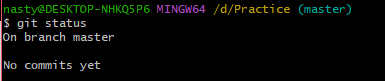 nasty@DESKTOP-NHKQ5P6 MINGW64 /d/Practice (master)
$ git status
On branch master
No commits yet